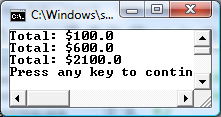 C:\Windows\s...
Total: $100.0
Total: $600.0
Total: $2100.0
Press any key to contin